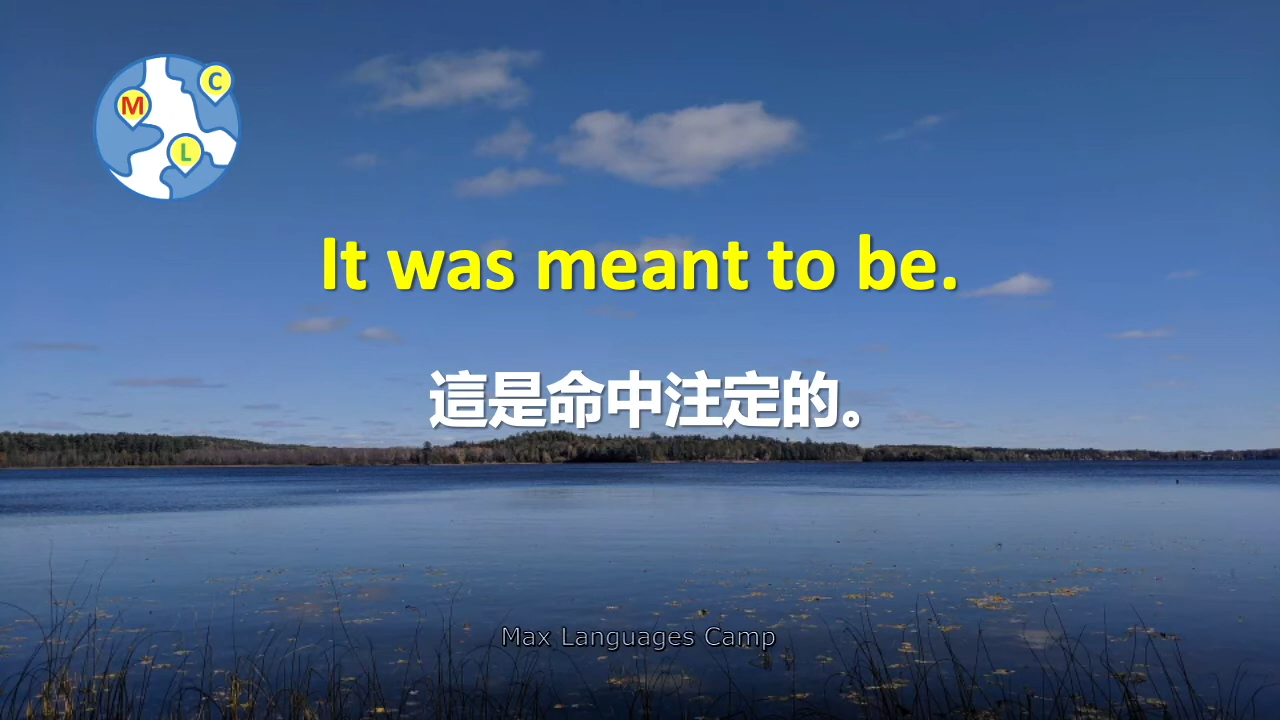 M
C
L
It was meant to be.
這是命中注定的。
Max Languages Camp